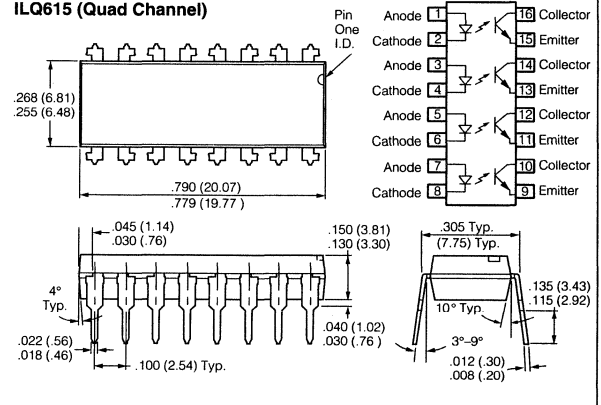 ILQ615 (Quad Channel)
Pin
One
I.D.
.268 (6.81)
.255 (6.48)
.790 (20.07)
.779 (19.77 )
Anode 1
Cathode 2
Anode 3
Cathode 4
Anode 5
Cathode 6
Anode 7
Cathode 8
16 Collector
15 Emitter
14 Collector
13 Emitter
12 Collector
11 Emitter
10 Collector
9 Emitter
.045 (1.14)
.030 (.76)
.150 (3.81)
.130 (3.30)
4°
Typ.
.022 (.56)
.018 (.46)
.100 (2.54) Typ.
.040 (1.02)
.030 (.76 )
.305 Typ.
(7.75) Typ.
.135 (3.43)
.115 (2.92)
10° Typ.
3°–9°
.012 (.30)
.008 (.20)